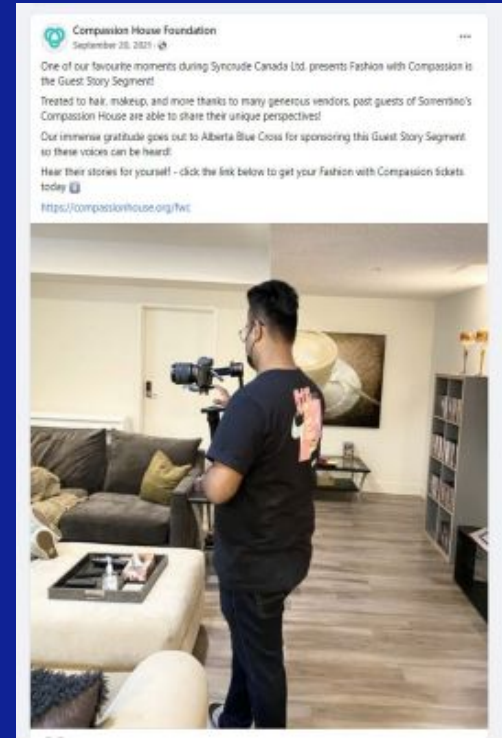 Compassion House Foundation
September 20, 2021 ·
One of our favourite moments during Syncrude Canada Ltd. presents Fashion with Compassion is
the Guest Story Segment!
Treated to hair, makeup, and more thanks to many generous vendors, past guests of Sorrentino's
Compassion House are able to share their unique perspectives!
Our immense gratitude goes out to Alberta Blue Cross for sponsoring this Guest Story Segment
so these voices can be heard!
Hear their stories for yourself - click the link below to get your Fashion with Compassion tickets
today
https://compassionhouse.org/fwc